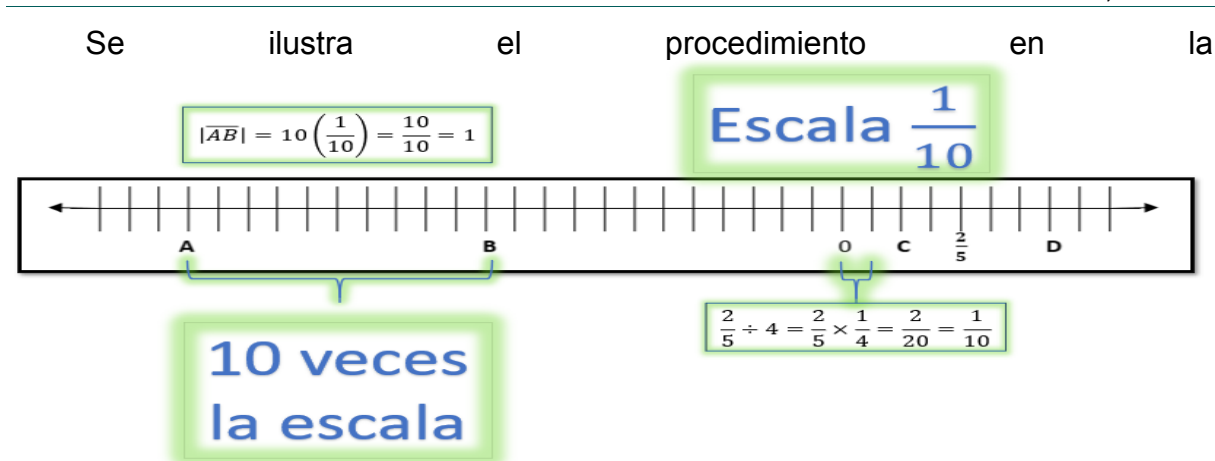 Se ilustra el procedimiento en la
|AB| = 10 (1/10) = 10/10 = 1
Escala 1/10
A B 0 C 2/5 D
10 veces
la escala
2/5 ÷ 4 = 2/5 × 1/4 = 2/20 = 1/10